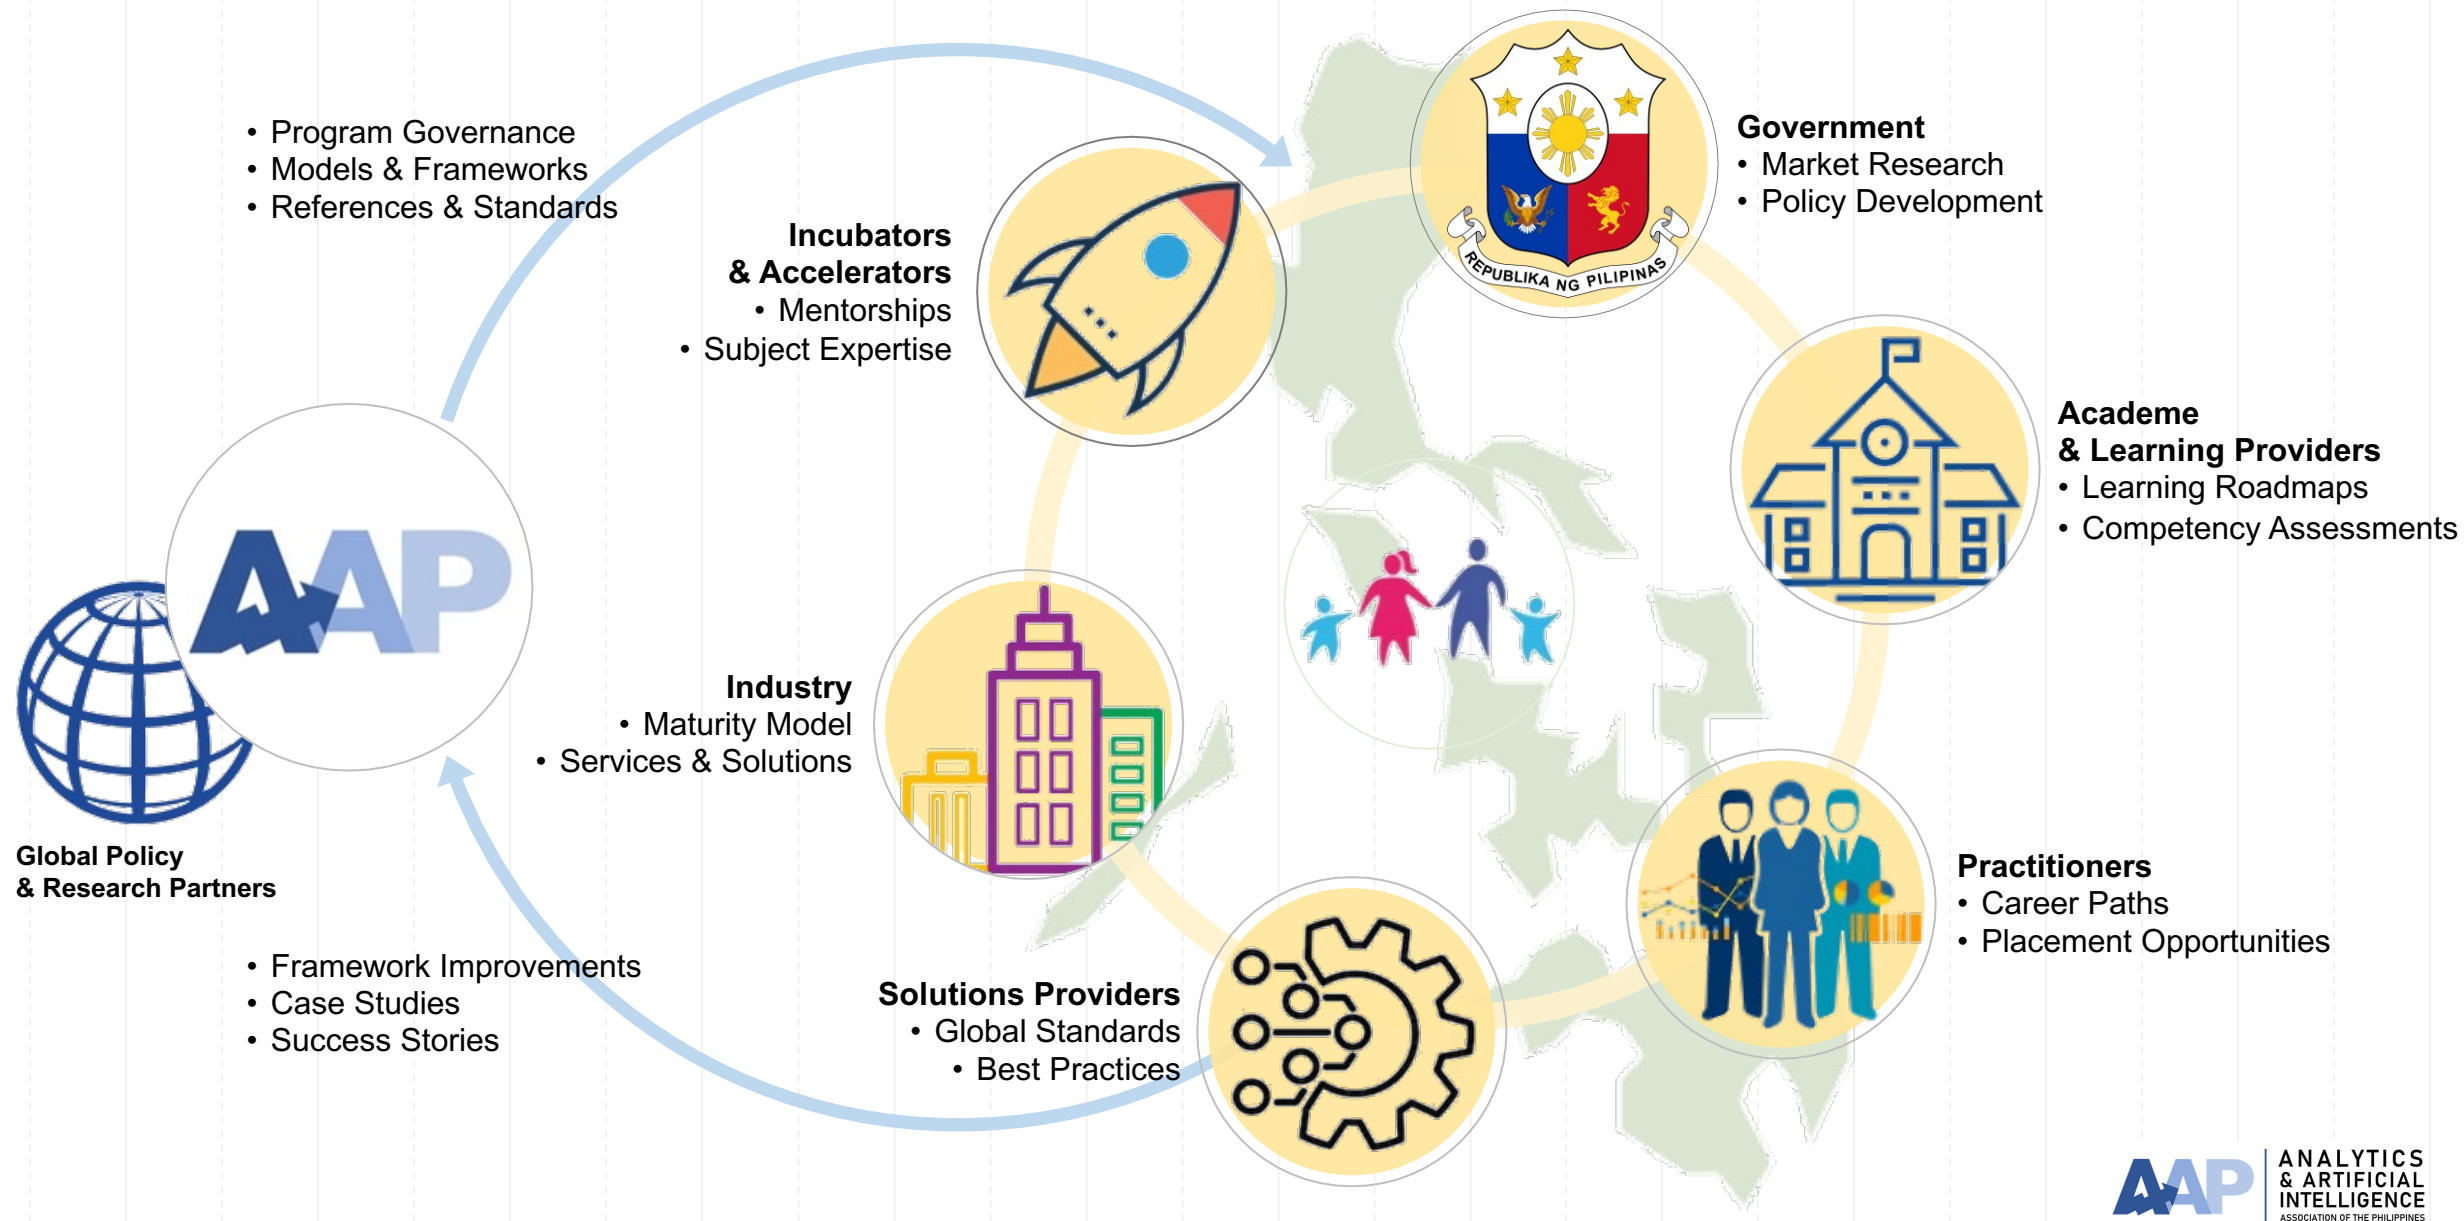 • Program Governance
• Models & Frameworks
• References & Standards
Incubators
& Accelerators
• Mentorships
• Subject Expertise
REPUBLIKA NG PILIPINAS
Government
• Market Research
• Policy Development
Academe
& Learning Providers
• Learning Roadmaps
• Competency Assessments
AAP
Global Policy
& Research Partners
Industry
• Maturity Model
• Services & Solutions
Practitioners
• Career Paths
• Placement Opportunities
• Framework Improvements
• Case Studies
• Success Stories
Solutions Providers
• Global Standards
• Best Practices
AAP
ANALYTICS
& ARTIFICIAL
INTELLIGENCE
ASSOCIATION OF THE PHILIPPINES